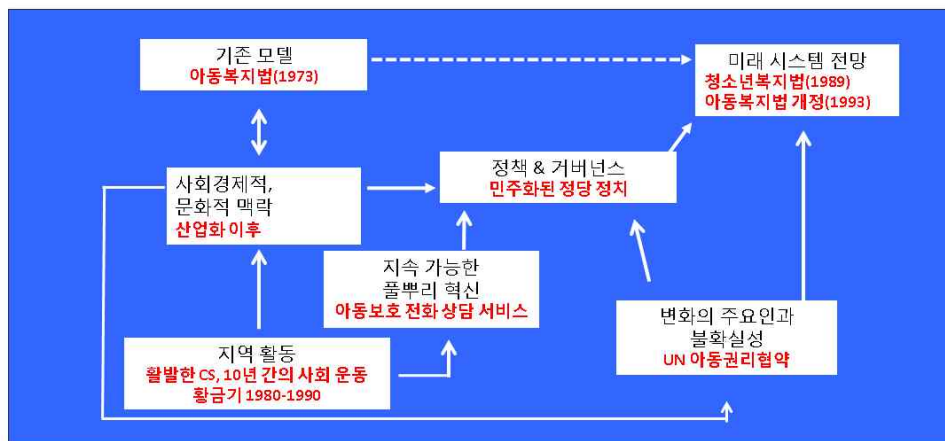 기존 모델
아동복지법(1973)
미래 시스템 전망
청소년복지법(1989)
아동복지법 개정(1993)
사회경제적,
문화적 맥락
산업화 이후
정책 & 거버넌스
민주화된 정당 정치
지속 가능한
풀뿌리 혁신
아동보호 전화 상담 서비스
변화의 주요인과
불확실성
UN 아동권리협약
지역 활동
활발한 CS, 10년 간의 사회 운동
황금기 1980-1990